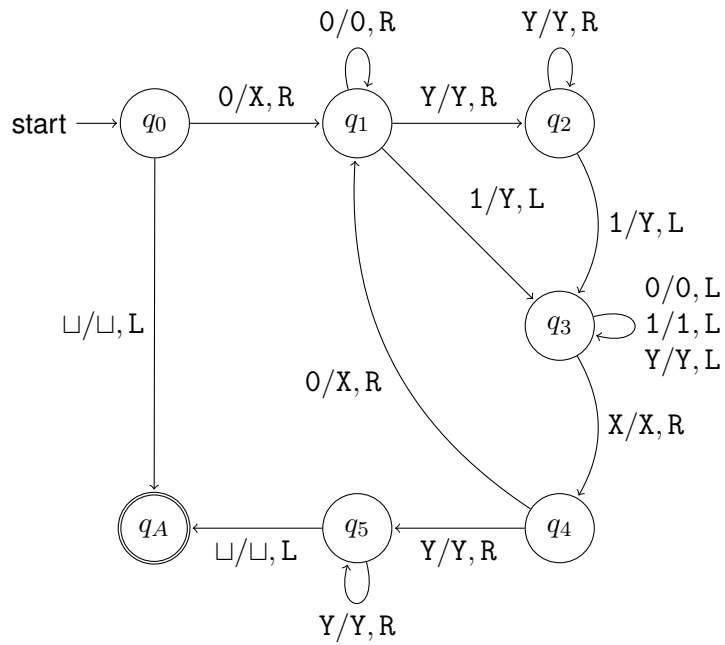 0/0, R
Y/Y, R
start
q0
0/X, R
q1
Y/Y, R
q2
1/Y, L
1/Y, L
⊔/⊔, L
q3
0/0, L
1/1, L
Y/Y, L
0/X, R
X/X, R
qA
⊔/⊔, L
q5
Y/Y, R
q4
Y/Y, R